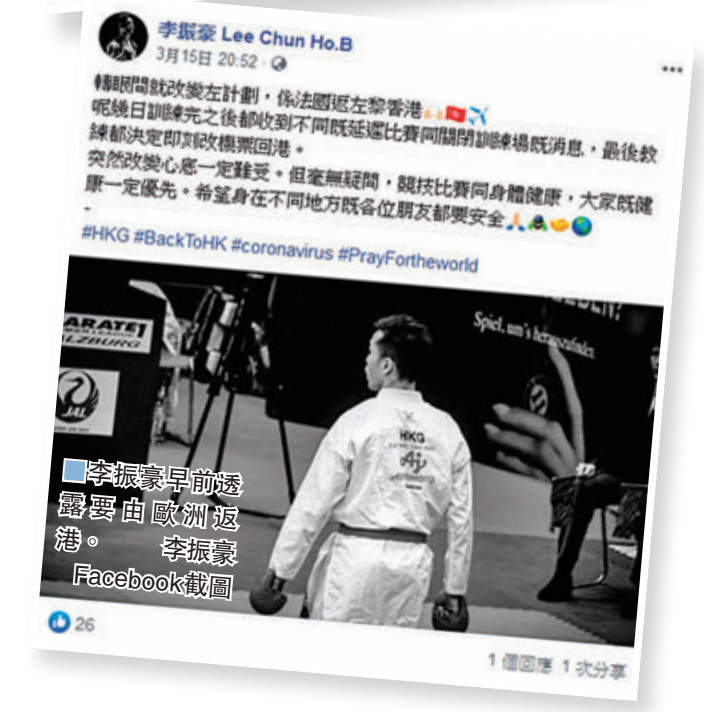 李振豪 Lee Chun Ho.B
3月15日 20:52
轉眼間就改變左計劃，係法國返左黎香港🙌🏻🇭🇰✈️
呢幾日訓練完之後都收到不同既延遲比賽同關閉訓練場既消息，最後教
練都決定即刻改機票回港。
突然改變心底一定難受。但毫無疑問，競技比賽同身體健康，大家既健
康一定優先。希望身在不同地方既各位朋友都要安全🙏🏻
-
#HKG #BackToHK #coronavirus #PrayFortheworld
ARATE1
LZBURG
JAL
Spiel, um's herauszufinden.
HKG
Aj
■李振豪早前透
露要由歐洲返
港。 李振豪
Facebook截圖
26
1 個回應 1 次分享